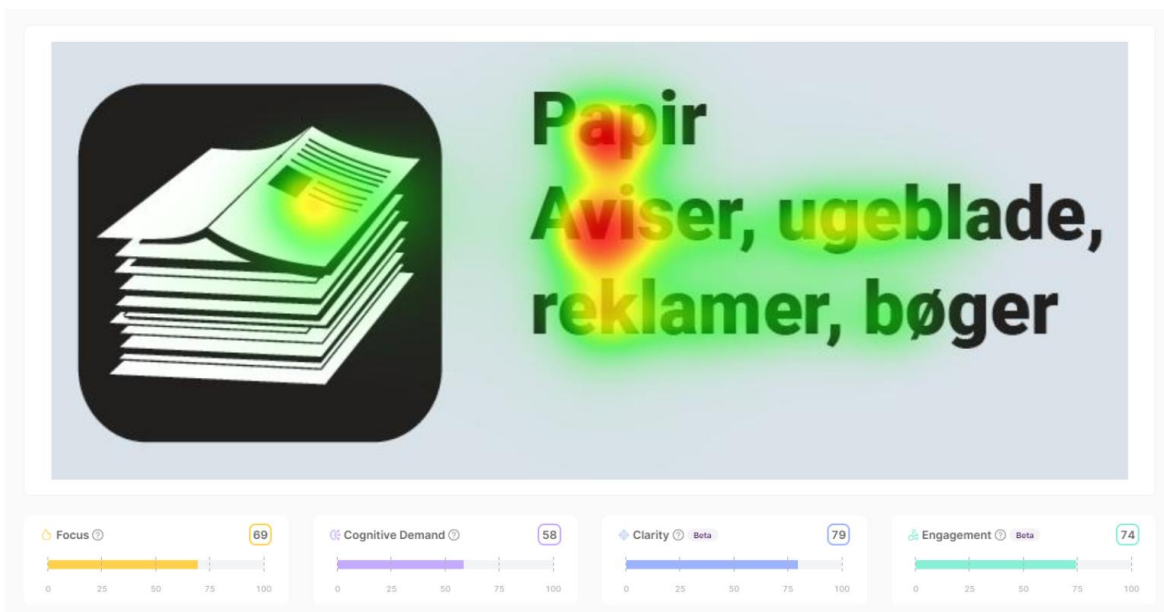 Papir
Aviser, ugeblade,
reklamer, bøger
Focus ? 69
0 25 50 75 100
Cognitive Demand ? 58
0 25 50 75 100
Clarity ? Beta 79
0 25 50 75 100
Engagement ? Beta 74
0 25 50 75 100